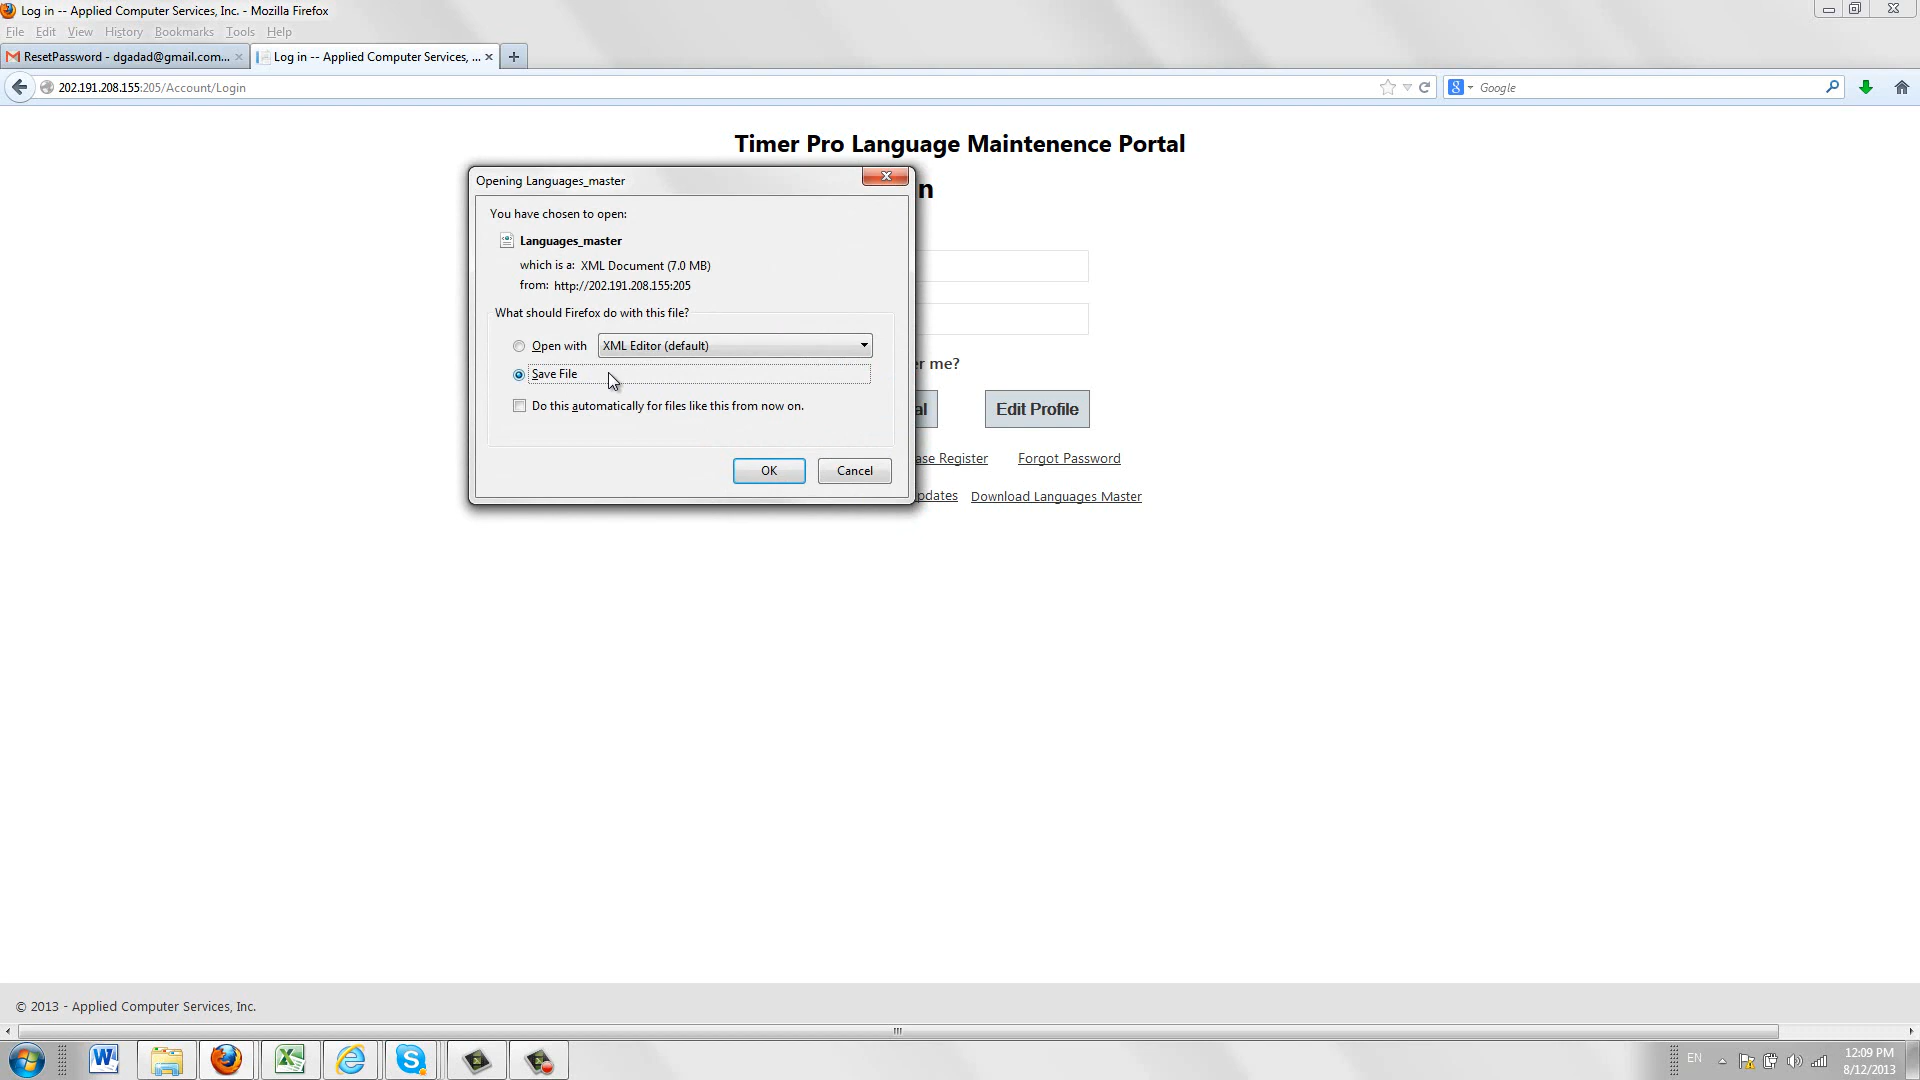 Log in -- Applied Computer Services, Inc. - Mozilla Firefox
File Edit View History Bookmarks Tools Help
ResetPassword - dgadad@gmail.com... Log in -- Applied Computer Services, ...
202.191.208.155:205/Account/Login Google
Timer Pro Language Maintenence Portal
Opening Languages_master
n
You have chosen to open:
Languages_master
which is a: XML Document (7.0 MB)
from: http://202.191.208.155:205
What should Firefox do with this file?
Open with XML Editor (default)
er me?
Save File
Do this automatically for files like this from now on.
al Edit Profile
ase Register Forgot Password
OK Cancel
pdates Download Languages Master
© 2013 - Applied Computer Services, Inc.
EN
12:09 PM
8/12/2013